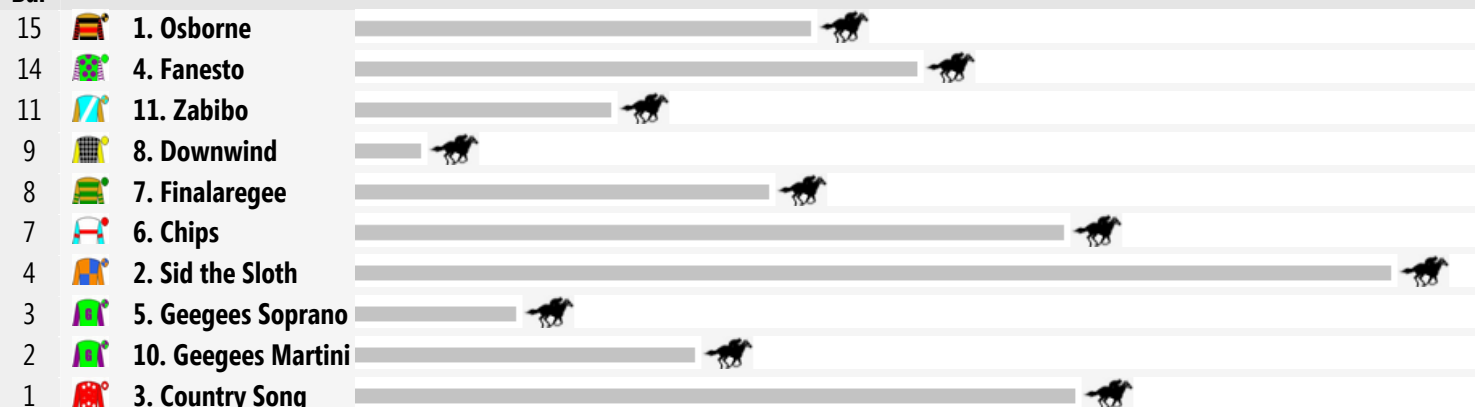 15 1. Osborne
14 4. Fanesto
11 11. Zabibo
9 8. Downwind
8 7. Finalaregee
7 6. Chips
4 2. Sid the Sloth
3 G 5. Geegees Soprano
2 G 10. Geegees Martini
1 3. Country Song